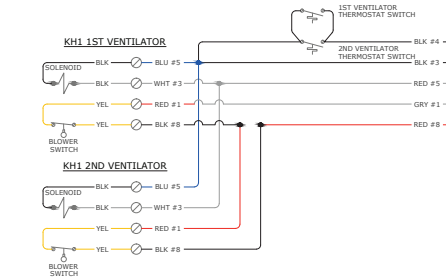 1ST VENTILATOR
THERMOSTAT SWITCH
KH1 1ST VENTILATOR
BLK #4
2ND VENTILATOR
THERMOSTAT SWITCH
SOLENOID
BLK
BLU #5
BLK #3
BLK
WHT #3
RED #5
YEL
RED #1
GRY #1
YEL
BLK #8
RED #8
BLOWER
SWITCH
KH1 2ND VENTILATOR
SOLENOID
BLK
BLU #5
BLK
WHT #3
YEL
RED #1
YEL
BLK #8
BLOWER
SWITCH